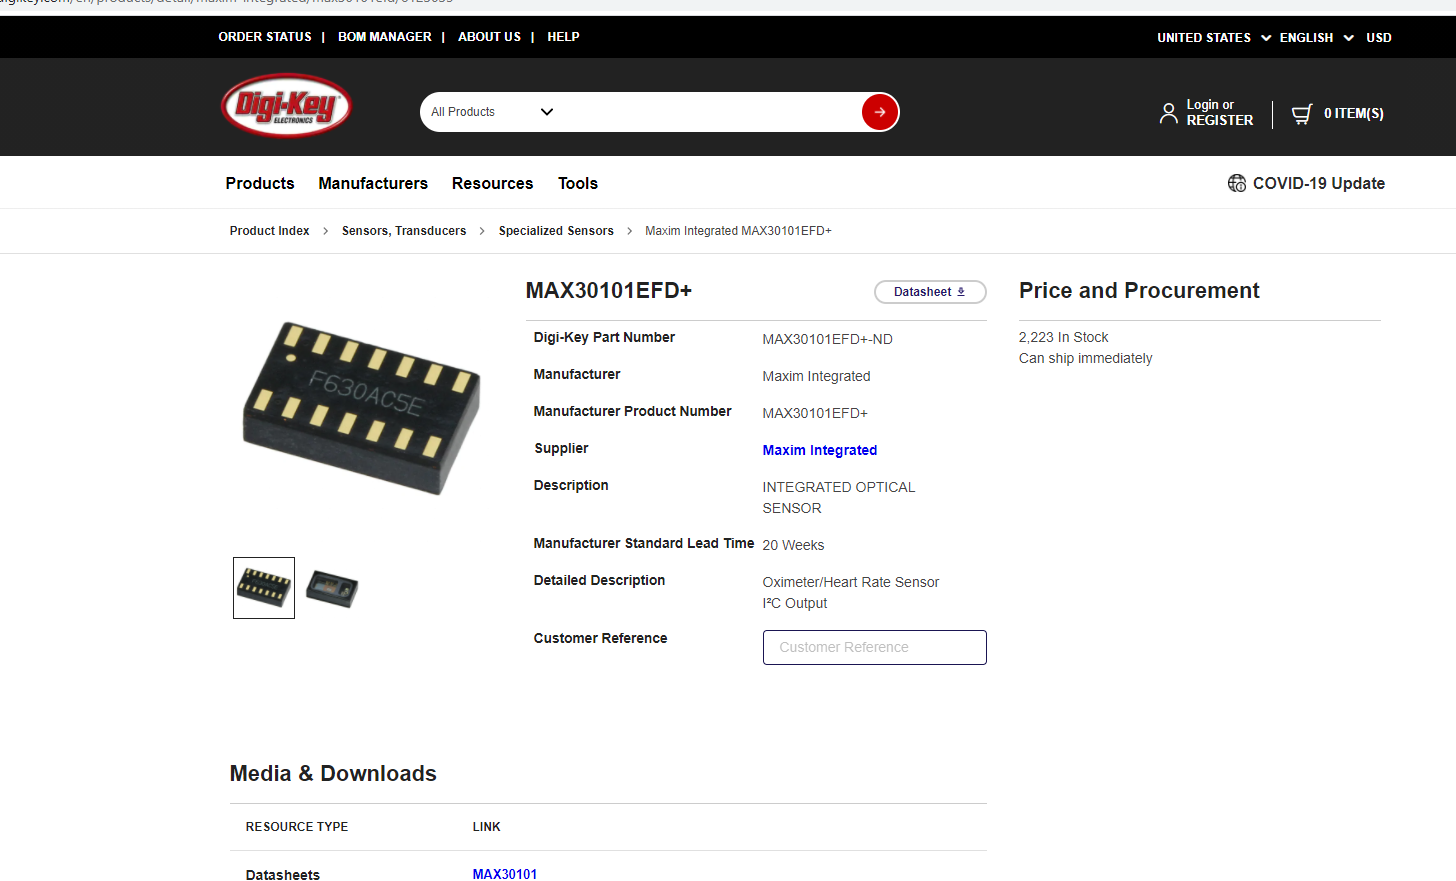 ORDER STATUS | BOM MANAGER | ABOUT US | HELP
UNITED STATES ENGLISH USD
Digi-Key
ELECTRONICS
All Products
Login or
REGISTER
0 ITEM(S)
Products Manufacturers Resources Tools
COVID-19 Update
Product Index > Sensors, Transducers > Specialized Sensors > Maxim Integrated MAX30101EFD+
F630AC5E
MAX30101EFD+
Datasheet
Digi-Key Part Number MAX30101EFD+-ND
Manufacturer Maxim Integrated
Manufacturer Product Number MAX30101EFD+
Supplier Maxim Integrated
Description INTEGRATED OPTICAL
SENSOR
Manufacturer Standard Lead Time 20 Weeks
Detailed Description Oximeter/Heart Rate Sensor
I²C Output
Customer Reference Customer Reference
Price and Procurement
2,223 In Stock
Can ship immediately
Media & Downloads
RESOURCE TYPE LINK
Datasheets MAX30101